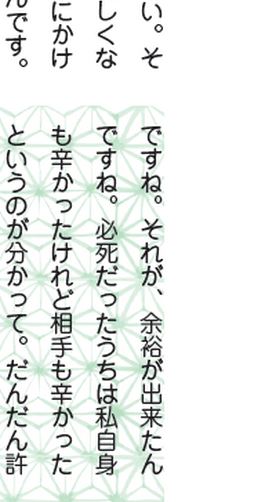 い。そ
しくな
にかけ
んです。
ですね。それが、余裕が出来たん
ですね。必死だったうちは私自身
も辛かったけれど相手も辛かった
というのが分かって。だんだん許